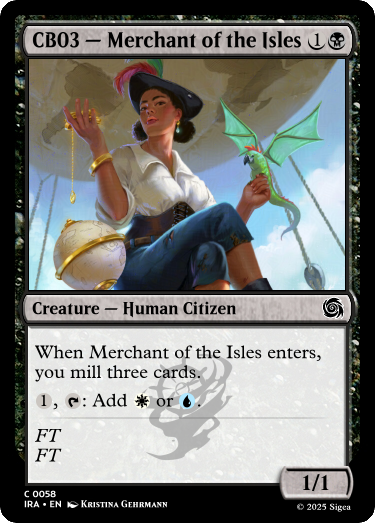 CB03 — Merchant of the Isles 1
Creature — Human Citizen
When Merchant of the Isles enters,
you mill three cards.
1, : Add or .
FT
FT
1/1
C 0058
IRA • EN Kristina Gehrmann
© 2025 Sigea